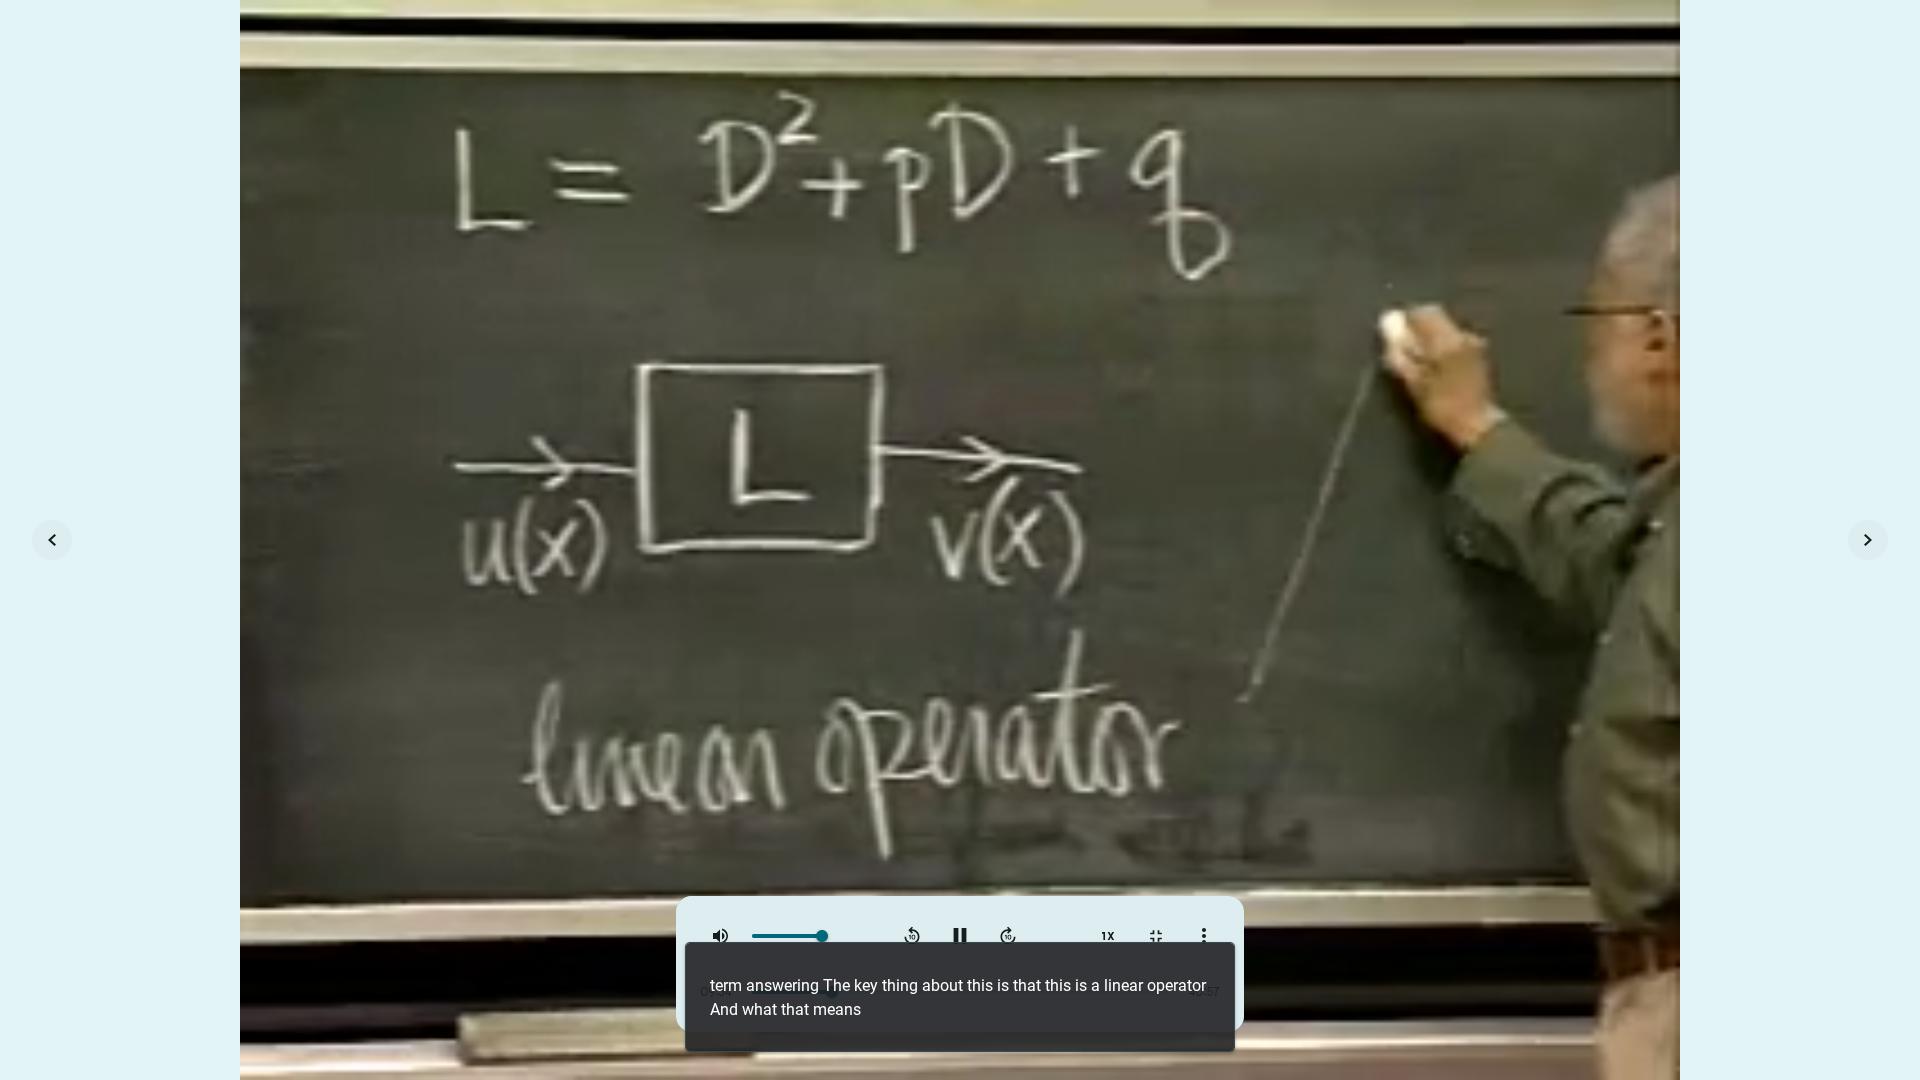 L = D² + pD + q
L
u(x) v(x)
linear operator
1X
term answering The key thing about this is that this is a linear operator
And what that means